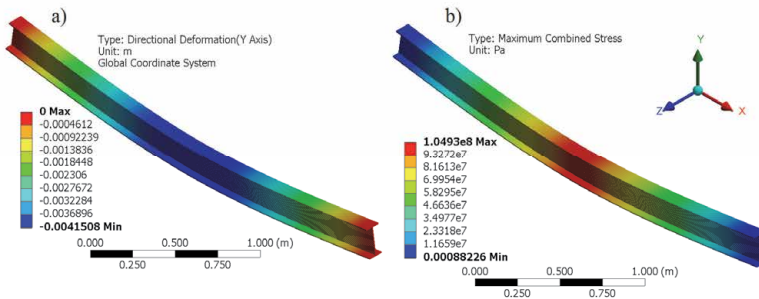 a)
Type: Directional Deformation(Y Axis)
Unit: m
Global Coordinate System
0 Max
-0.0004612
-0.00092239
-0.0013836
-0.0018448
-0.002306
-0.0027672
-0.0032284
-0.0036896
-0.0041508 Min
0.000 0.500 1.000 (m)
0.250 0.750
b)
Type: Maximum Combined Stress
Unit: Pa
Y
Z
X
1.0493e8 Max
9.3272e7
8.1613e7
6.9954e7
5.8295e7
4.6636e7
3.4977e7
2.3318e7
1.1659e7
0.00088226 Min
0.000 0.500 1.000 (m)
0.250 0.750